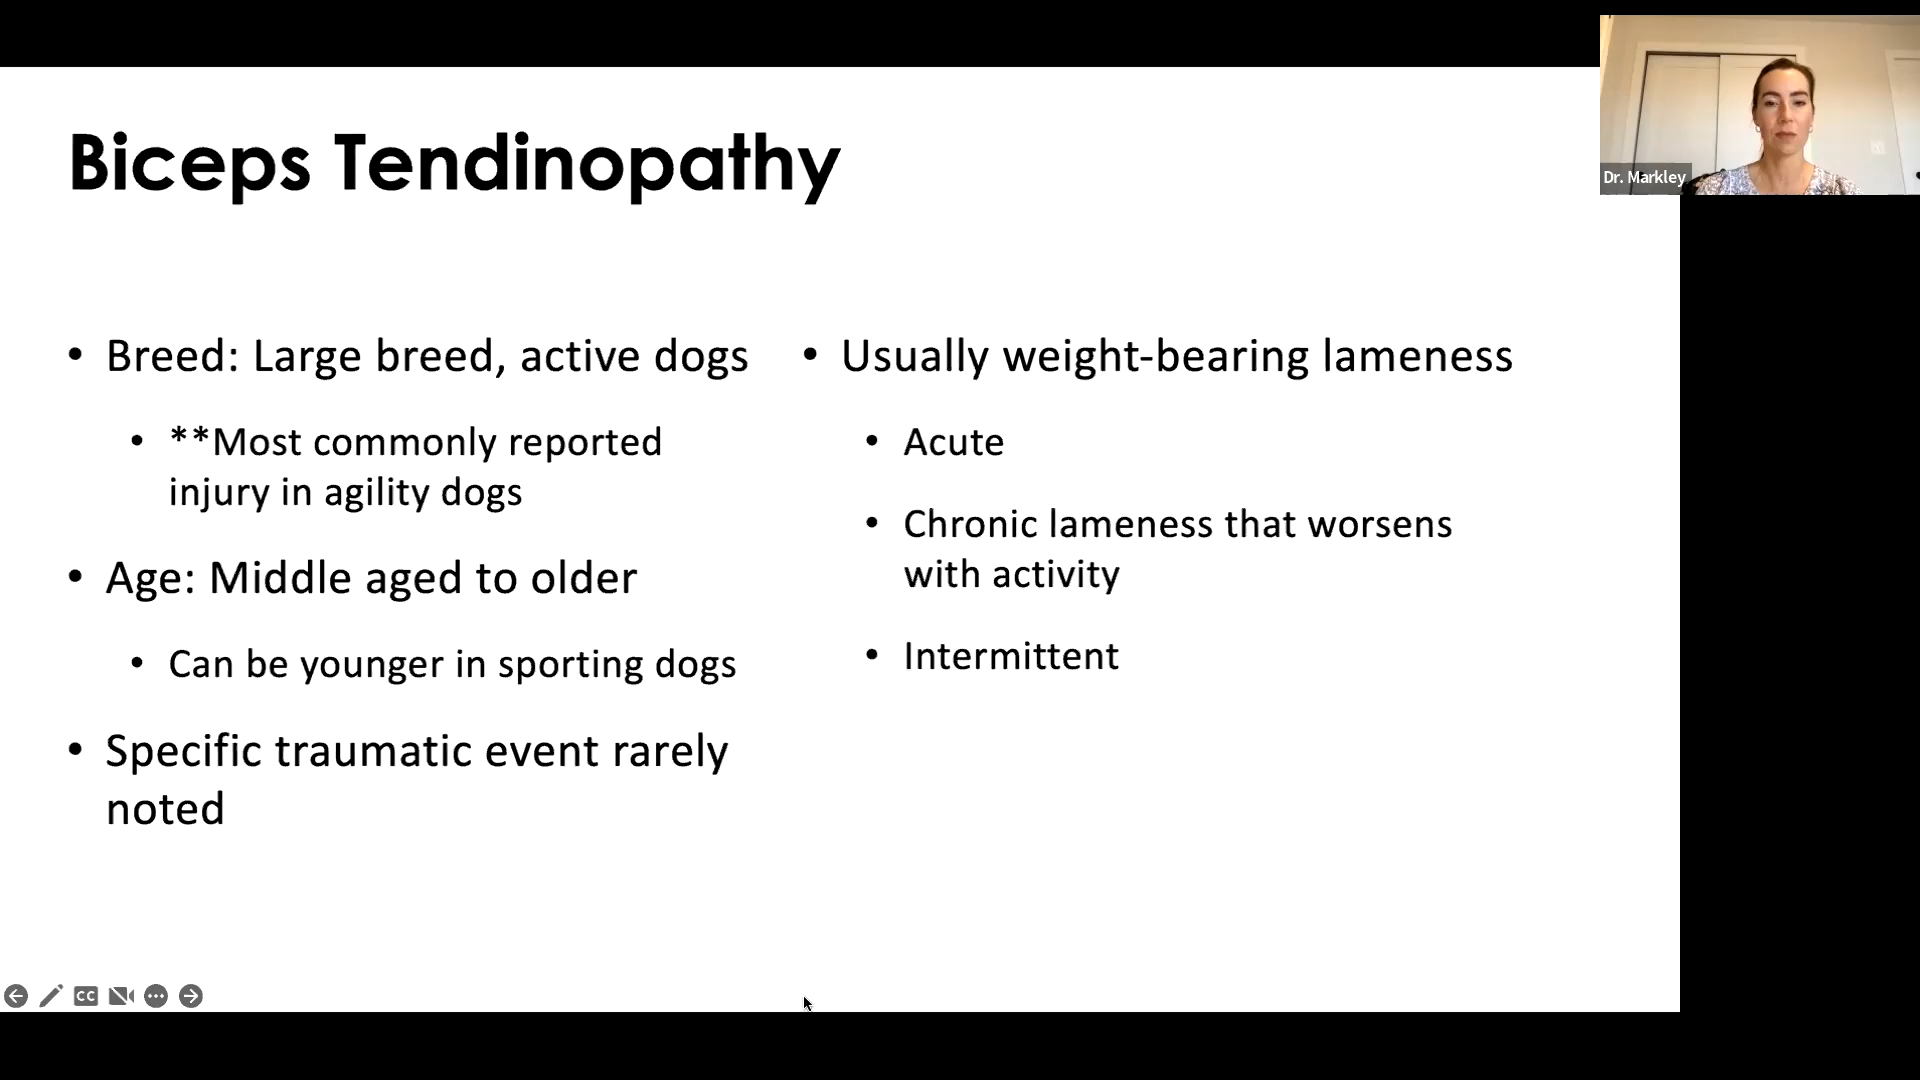 Biceps Tendinopathy
• Breed: Large breed, active dogs
• **Most commonly reported
injury in agility dogs
• Age: Middle aged to older
• Can be younger in sporting dogs
• Specific traumatic event rarely
noted
• Usually weight-bearing lameness
• Acute
• Chronic lameness that worsens
with activity
• Intermittent
Dr. Markley
CC